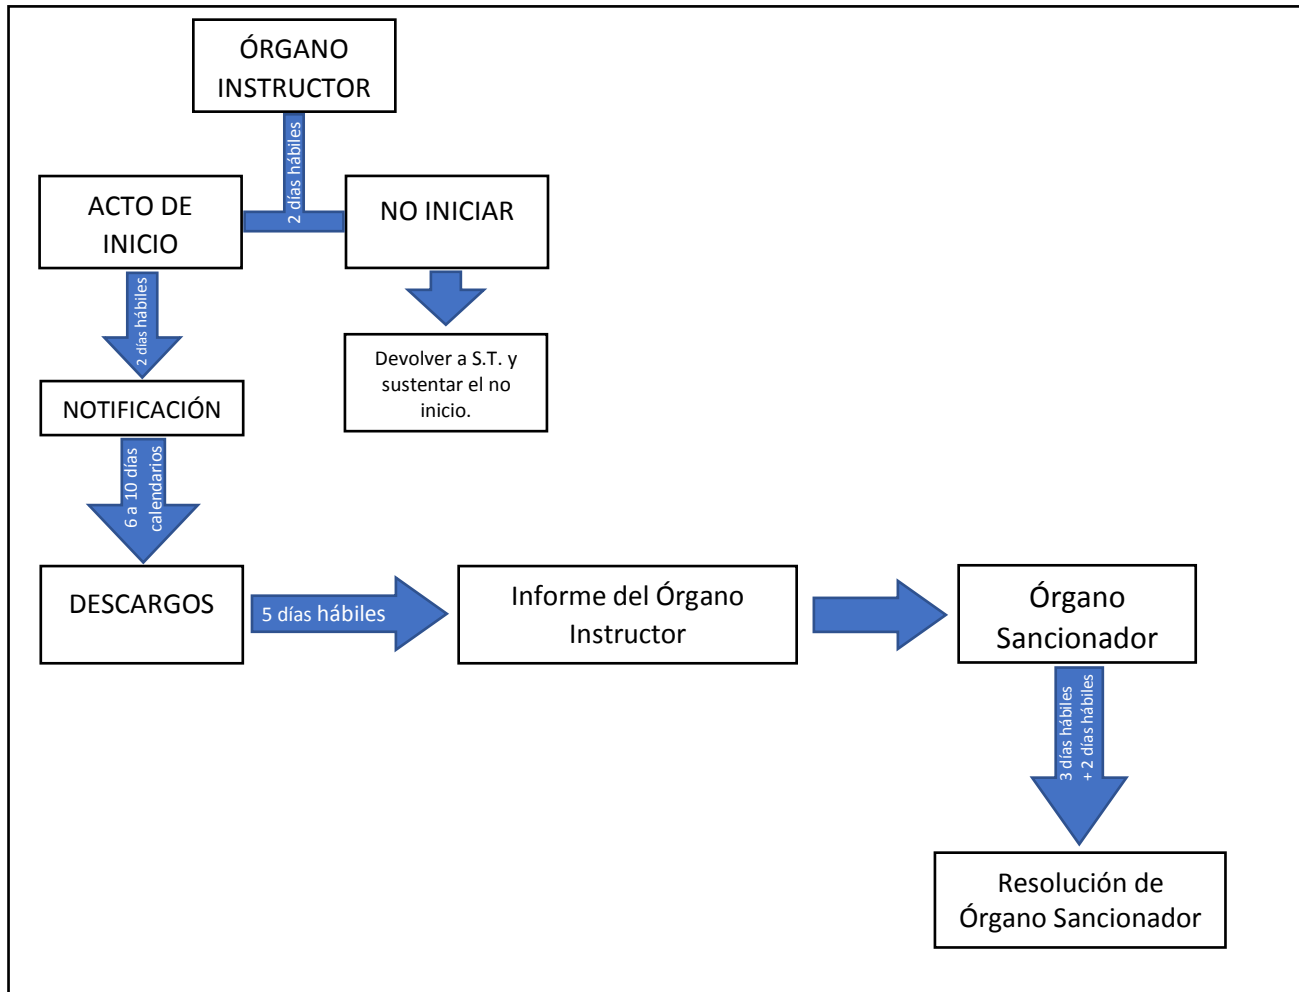 ÓRGANO
INSTRUCTOR
2 días hábiles
ACTO DE
INICIO
NO INICIAR
2 días hábiles
Devolver a S.T. y
sustentar el no
inicio.
NOTIFICACIÓN
6 a 10 días
calendarios
DESCARGOS
5 días hábiles
Informe del Órgano
Instructor
Órgano
Sancionador
3 días hábiles
+ 2 días hábiles
Resolución de
Órgano Sancionador